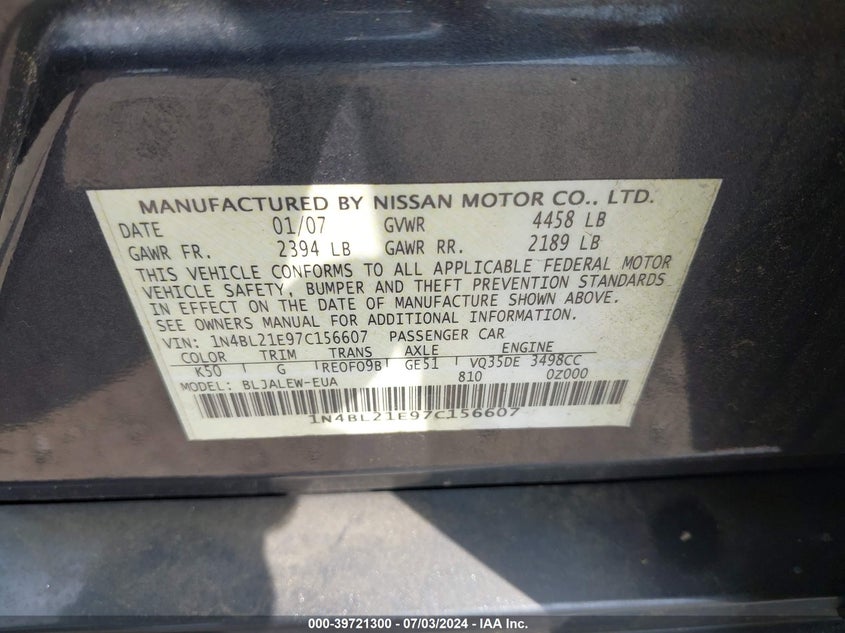 MANUFACTURED BY NISSAN MOTOR CO., LTD.
DATE 01/07 GVWR 4458 LB
GAWR FR. 2394 LB GAWR RR. 2189 LB
THIS VEHICLE CONFORMS TO ALL APPLICABLE FEDERAL MOTOR
VEHICLE SAFETY, BUMPER AND THEFT PREVENTION STANDARDS
IN EFFECT ON THE DATE OF MANUFACTURE SHOWN ABOVE.
SEE OWNERS MANUAL FOR ADDITIONAL INFORMATION.
VIN: 1N4BL21E97C156607 PASSENGER CAR
COLOR TRIM TRANS AXLE ENGINE
K50 G REOFO9B GE51 VQ35DE 3498CC
MODEL: BLJALEW-EUA 810 0Z000
1N4BL21E97C156607
000-39721300 - 07/03/2024 - IAA Inc.